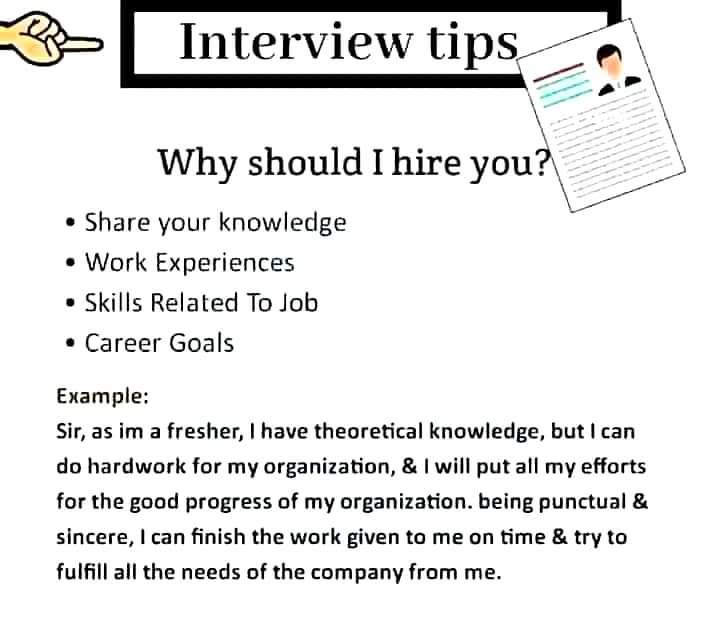 Interview tips
Why should I hire you?
• Share your knowledge
• Work Experiences
• Skills Related To Job
• Career Goals
Example:
Sir, as im a fresher, I have theoretical knowledge, but I can
do hardwork for my organization, & I will put all my efforts
for the good progress of my organization. being punctual &
sincere, I can finish the work given to me on time & try to
fulfill all the needs of the company from me.